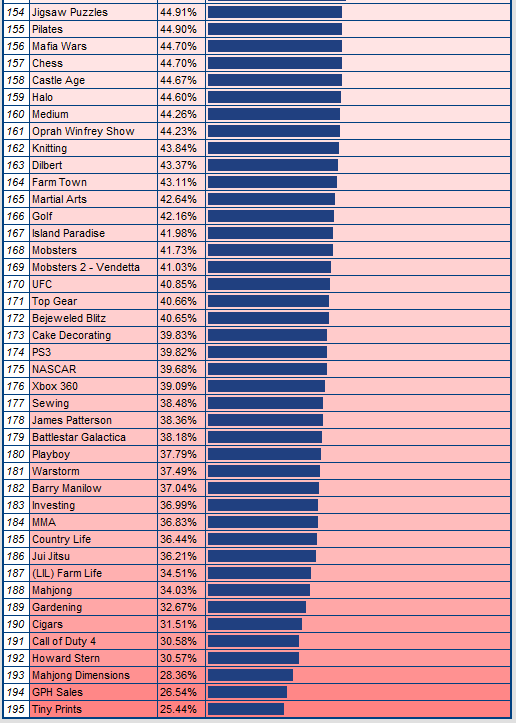 154 Jigsaw Puzzles 44.91%
155 Pilates 44.90%
156 Mafia Wars 44.70%
157 Chess 44.70%
158 Castle Age 44.67%
159 Halo 44.60%
160 Medium 44.26%
161 Oprah Winfrey Show 44.23%
162 Knitting 43.84%
163 Dilbert 43.37%
164 Farm Town 43.11%
165 Martial Arts 42.64%
166 Golf 42.16%
167 Island Paradise 41.98%
168 Mobsters 41.73%
169 Mobsters 2 - Vendetta 41.03%
170 UFC 40.85%
171 Top Gear 40.66%
172 Bejeweled Blitz 40.65%
173 Cake Decorating 39.83%
174 PS3 39.82%
175 NASCAR 39.68%
176 Xbox 360 39.09%
177 Sewing 38.48%
178 James Patterson 38.36%
179 Battlestar Galactica 38.18%
180 Playboy 37.79%
181 Warstorm 37.49%
182 Barry Manilow 37.04%
183 Investing 36.99%
184 MMA 36.83%
185 Country Life 36.44%
186 Jui Jitsu 36.21%
187 (LIL) Farm Life 34.51%
188 Mahjong 34.03%
189 Gardening 32.67%
190 Cigars 31.51%
191 Call of Duty 4 30.58%
192 Howard Stern 30.57%
193 Mahjong Dimensions 28.36%
194 GPH Sales 26.54%
195 Tiny Prints 25.44%